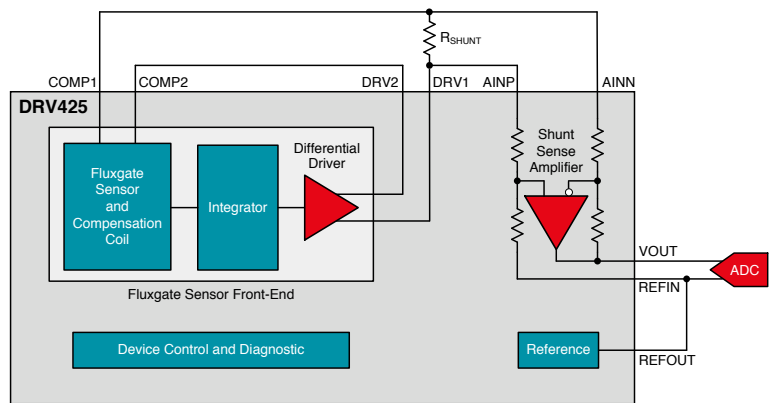 R_SHUNT
COMP1
COMP2
DRV2
DRV1
AINP
AINN
DRV425
Fluxgate
Sensor
and
Compensation
Coil
Integrator
Differential
Driver
Shunt
Sense
Amplifier
VOUT
ADC
REFIN
Fluxgate Sensor Front-End
Device Control and Diagnostic
Reference
REFOUT